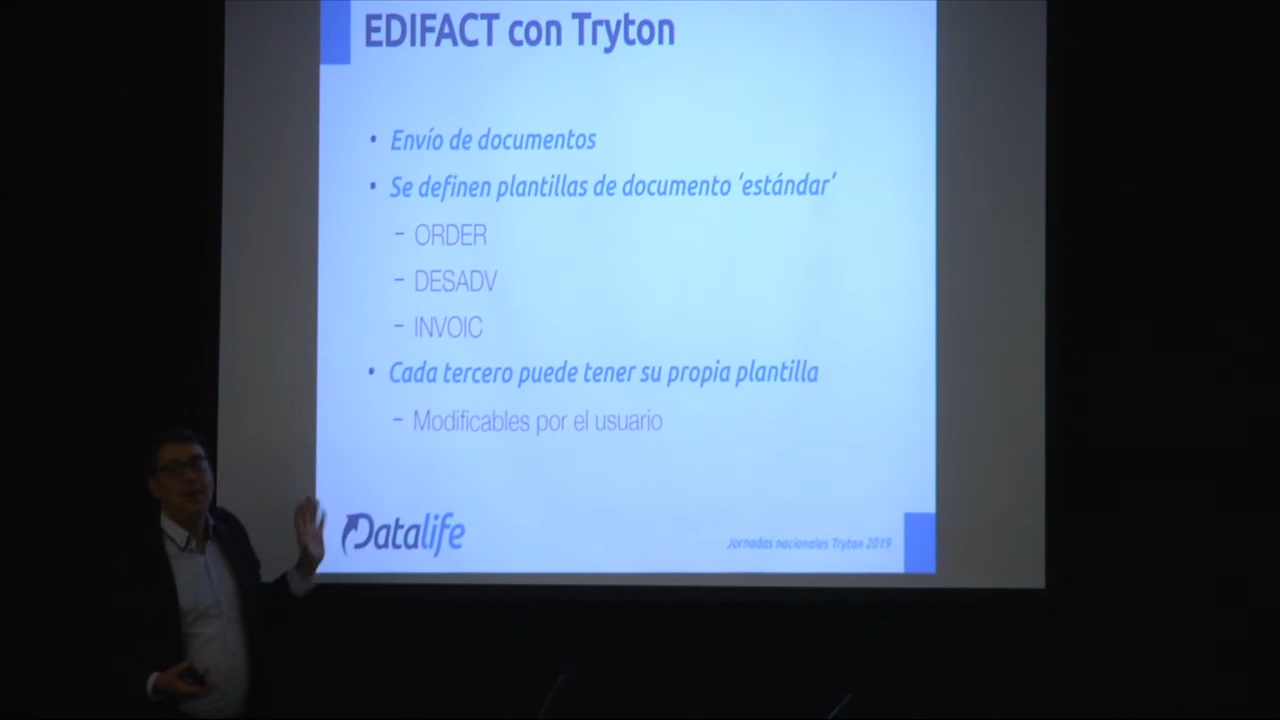 EDIFACT con Tryton
• Envío de documentos
• Se definen plantillas de documento ‘estándar’
– ORDER
– DESADV
– INVOIC
• Cada tercero puede tener su propia plantilla
– Modificables por el usuario
Datalife
Jornadas nacionales Tryton 2019